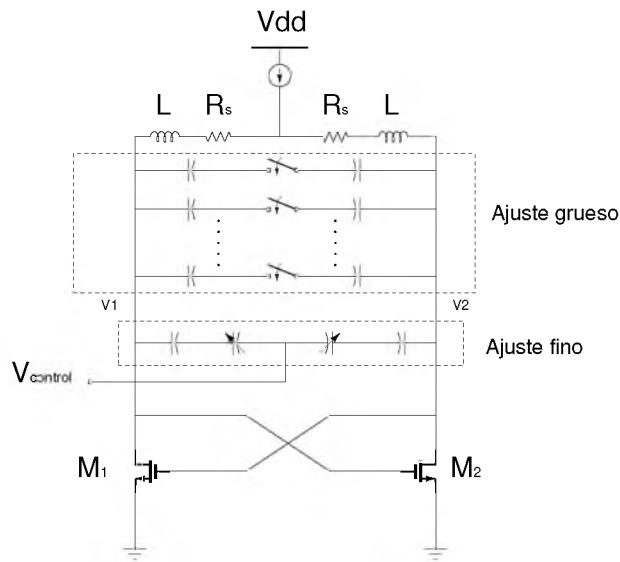 Vdd
L Rs Rs L
Ajuste grueso
V1 V2
Ajuste fino
Vcontrol
M1 M2